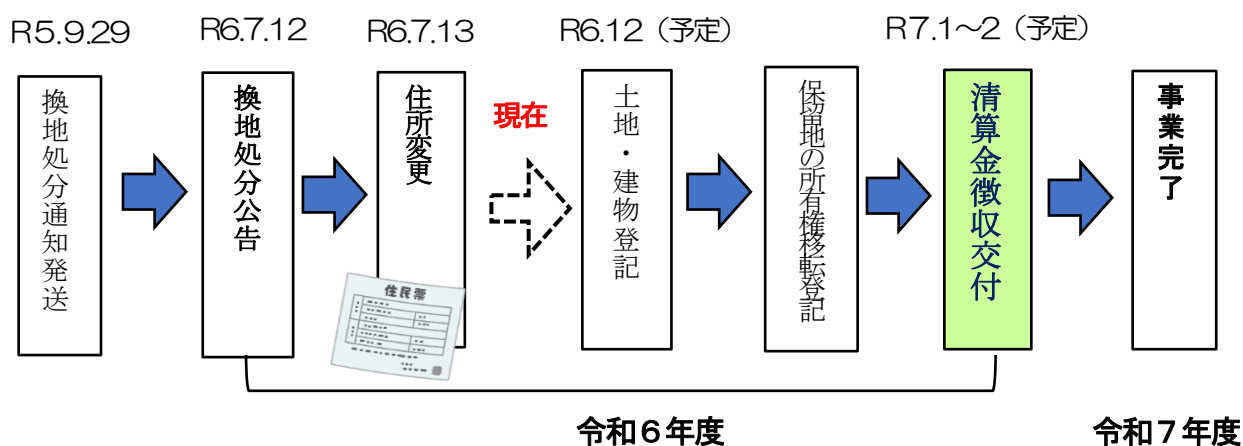 R5.9.29
R6.7.12
R6.7.13
R6.12（予定）
R7.1～2（予定）
換地処分通知発送
換地処分公告
住所変更
住民票
現在
土地・建物登記
保留地の所有権移転登記
清算金徴収交付
事業完了
令和６年度
令和７年度